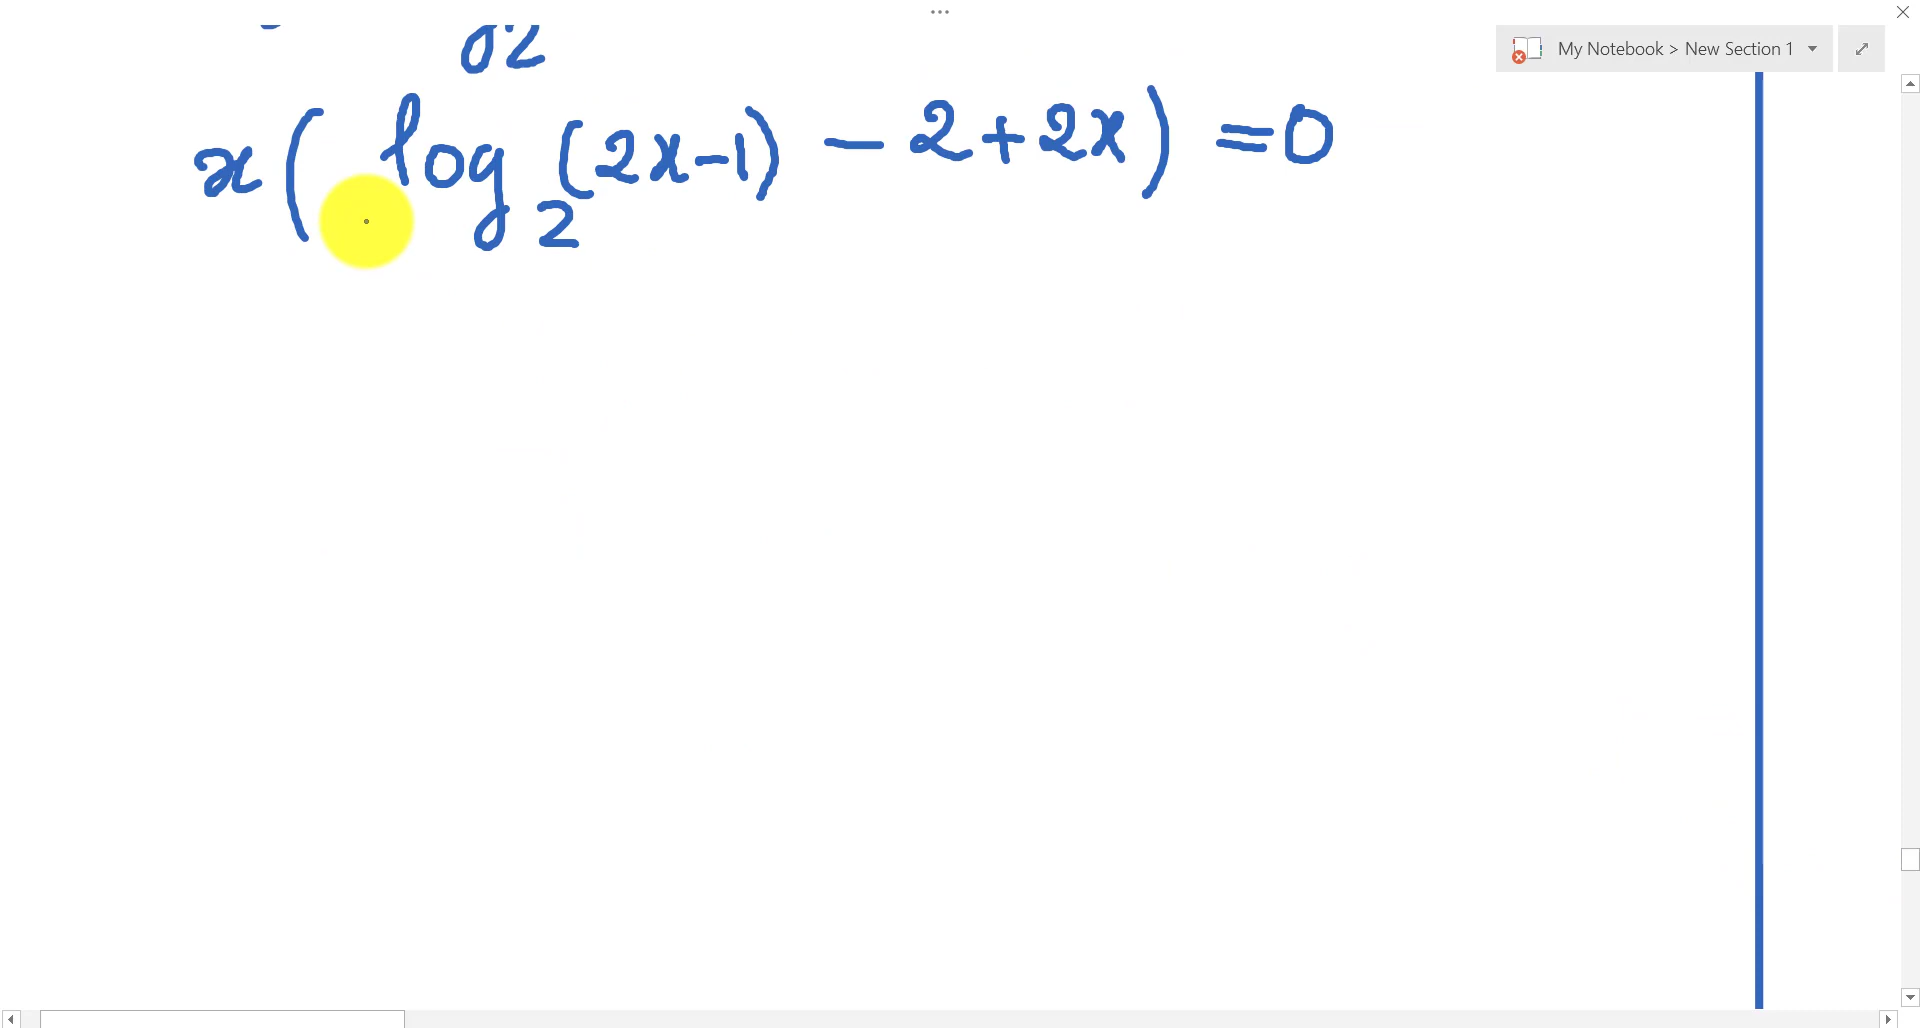 My Notebook > New Section 1
x( log₂(2x-1) - 2+2x) =0